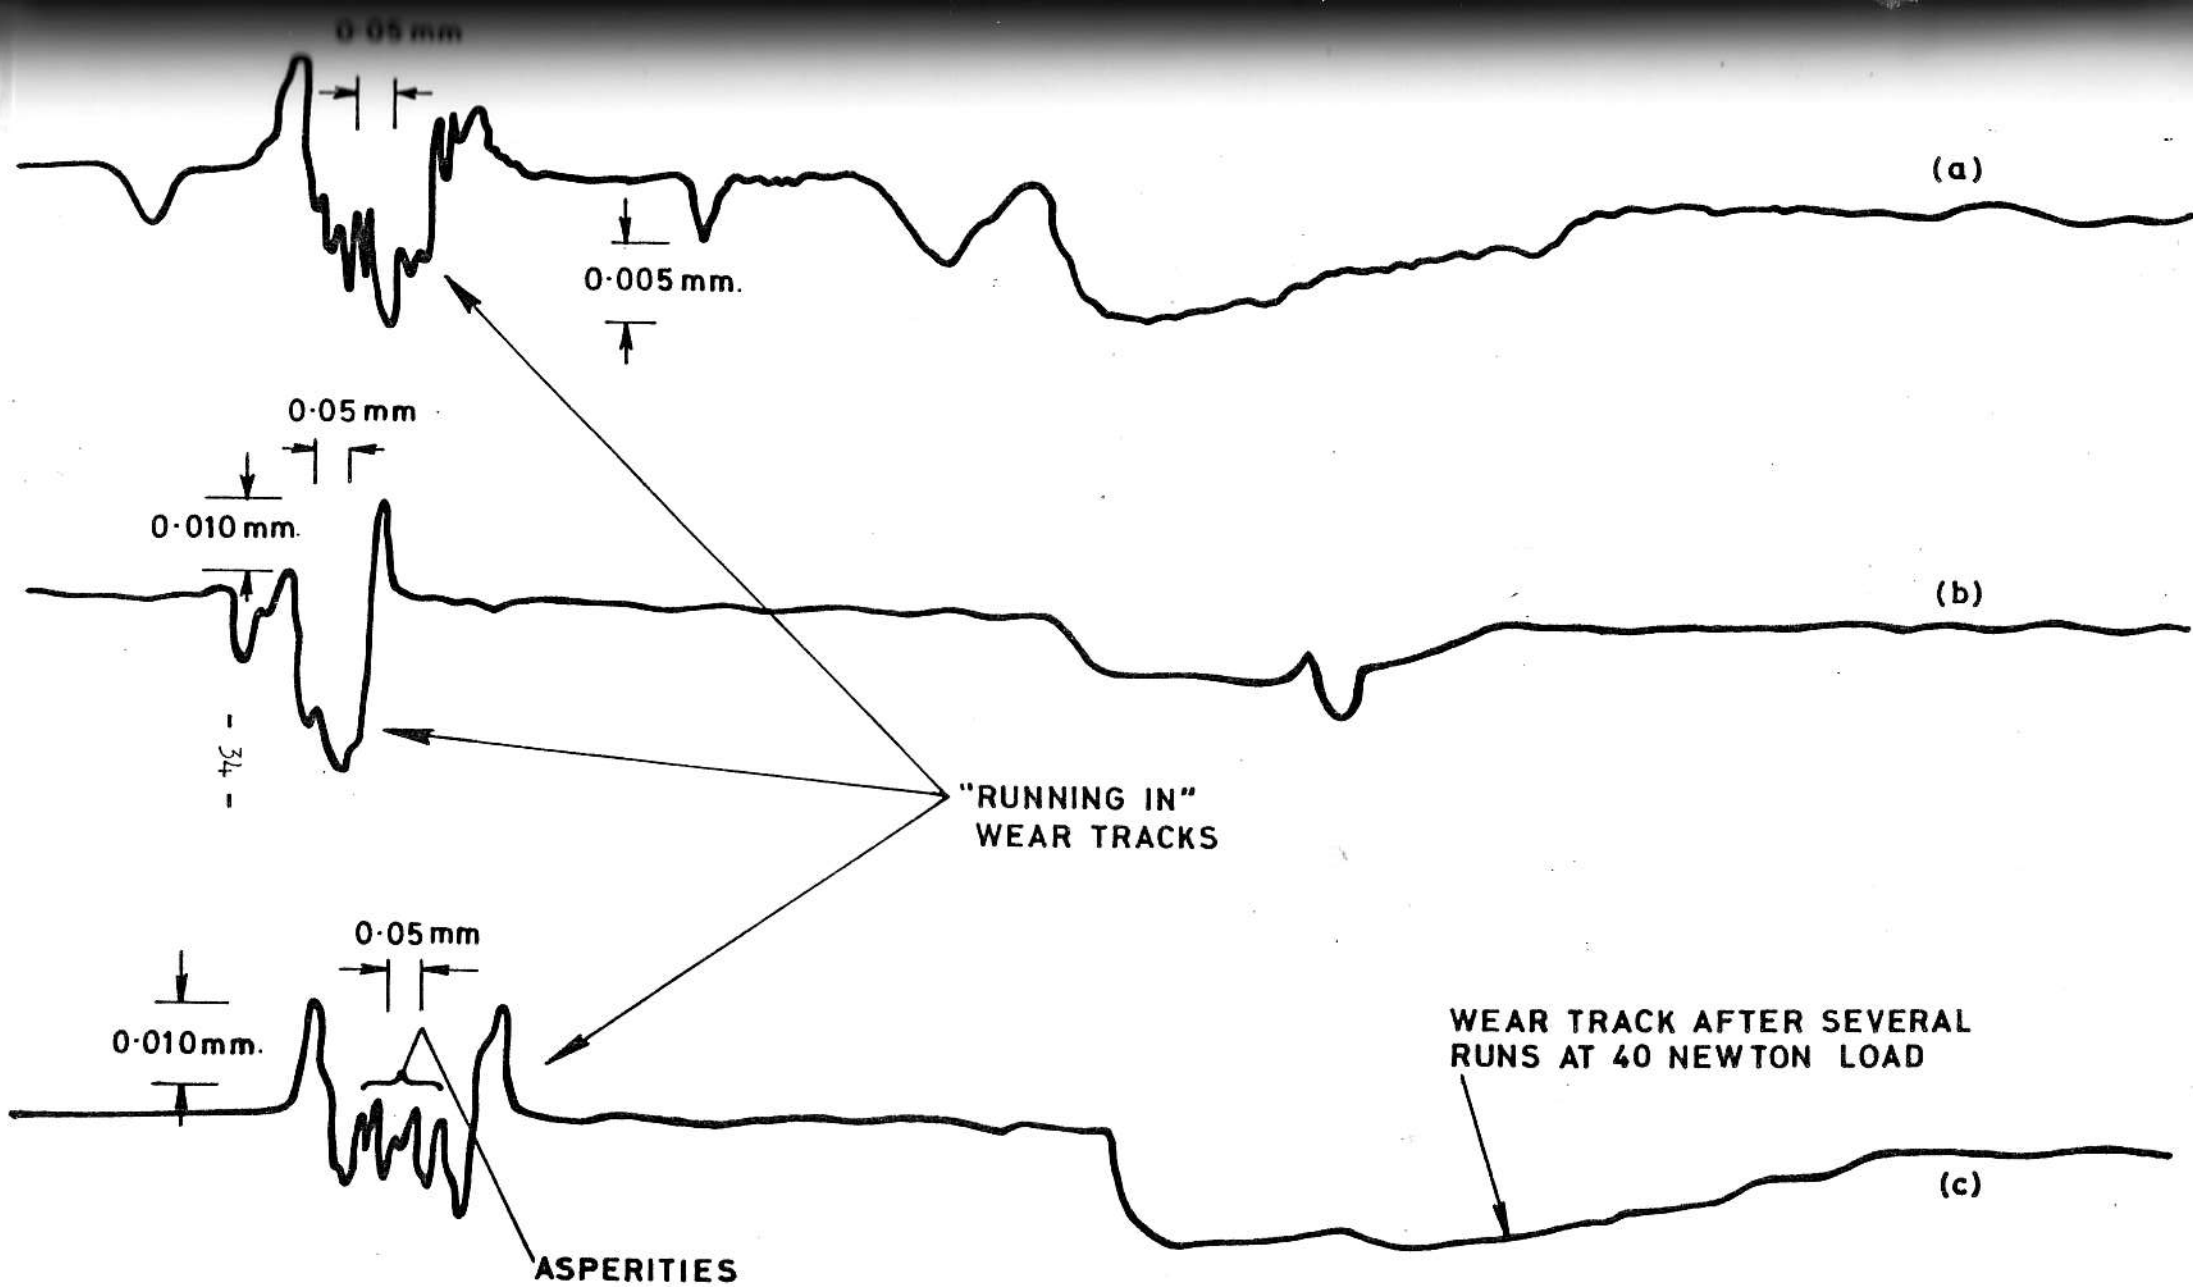 0·05 mm
(a)
0·005 mm.
0·05 mm
0·010 mm.
(b)
- 34 -
"RUNNING IN"
WEAR TRACKS
0·05 mm
0·010 mm.
WEAR TRACK AFTER SEVERAL
RUNS AT 40 NEWTON LOAD
(c)
ASPERITIES